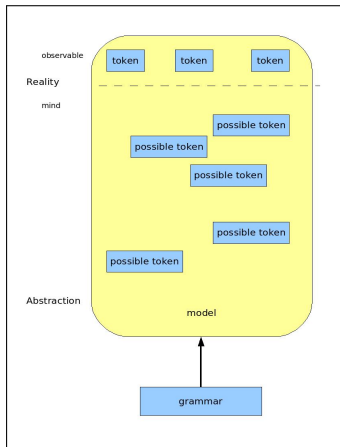 observable
token token token
Reality
mind
possible token
possible token
possible token
possible token
possible token
Abstraction
model
grammar